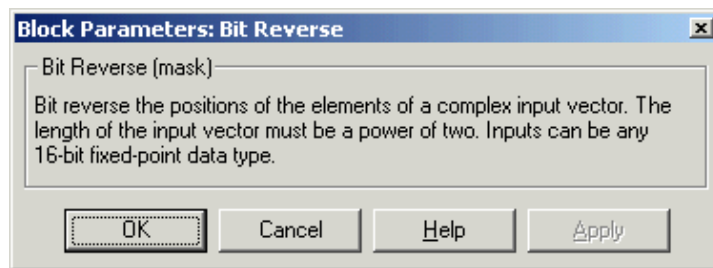 Block Parameters: Bit Reverse
Bit Reverse (mask)
Bit reverse the positions of the elements of a complex input vector. The
length of the input vector must be a power of two. Inputs can be any
16-bit fixed-point data type.
OK Cancel Help Apply